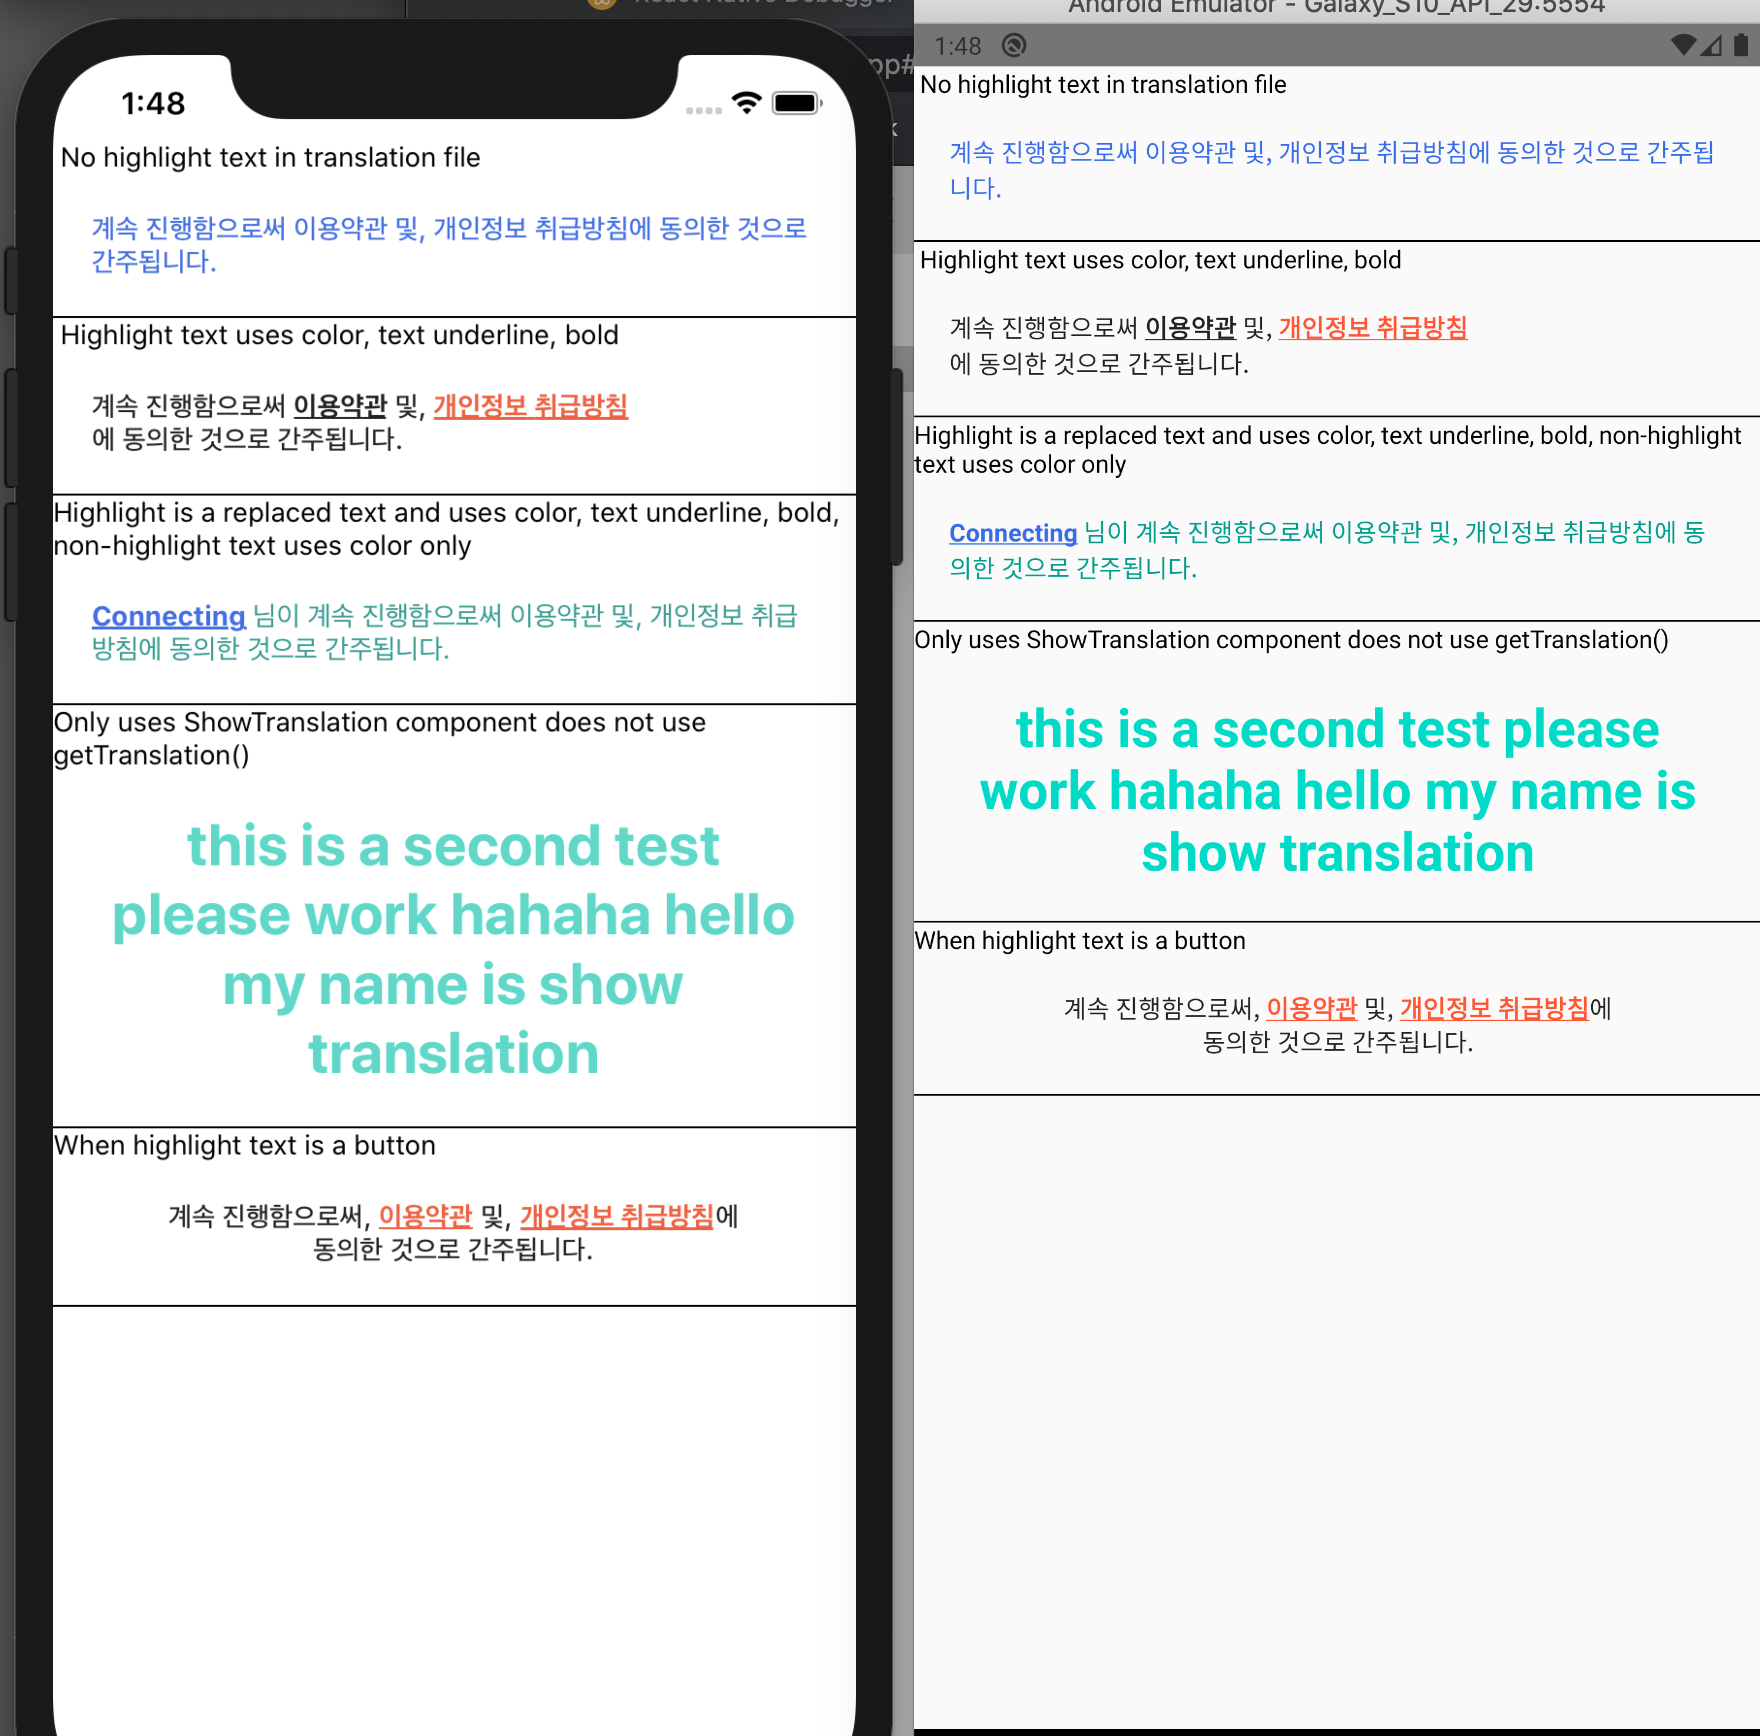 React Native Debugger
pp#
1:48
No highlight text in translation file
계속 진행함으로써 이용약관 및, 개인정보 취급방침에 동의한 것으로
간주됩니다.
Highlight text uses color, text underline, bold
계속 진행함으로써 이용약관 및, 개인정보 취급방침
에 동의한 것으로 간주됩니다.
Highlight is a replaced text and uses color, text underline, bold,
non-highlight text uses color only
Connecting 님이 계속 진행함으로써 이용약관 및, 개인정보 취급
방침에 동의한 것으로 간주됩니다.
Only uses ShowTranslation component does not use
getTranslation()
this is a second test
please work hahaha hello
my name is show
translation
When highlight text is a button
계속 진행함으로써, 이용약관 및, 개인정보 취급방침에
동의한 것으로 간주됩니다.
Android Emulator - Galaxy_S10_API_29:5554
1:48
No highlight text in translation file
계속 진행함으로써 이용약관 및, 개인정보 취급방침에 동의한 것으로 간주됩
니다.
Highlight text uses color, text underline, bold
계속 진행함으로써 이용약관 및, 개인정보 취급방침
에 동의한 것으로 간주됩니다.
Highlight is a replaced text and uses color, text underline, bold, non-highlight
text uses color only
Connecting 님이 계속 진행함으로써 이용약관 및, 개인정보 취급방침에 동
의한 것으로 간주됩니다.
Only uses ShowTranslation component does not use getTranslation()
this is a second test please
work hahaha hello my name is
show translation
When highlight text is a button
계속 진행함으로써, 이용약관 및, 개인정보 취급방침에
동의한 것으로 간주됩니다.